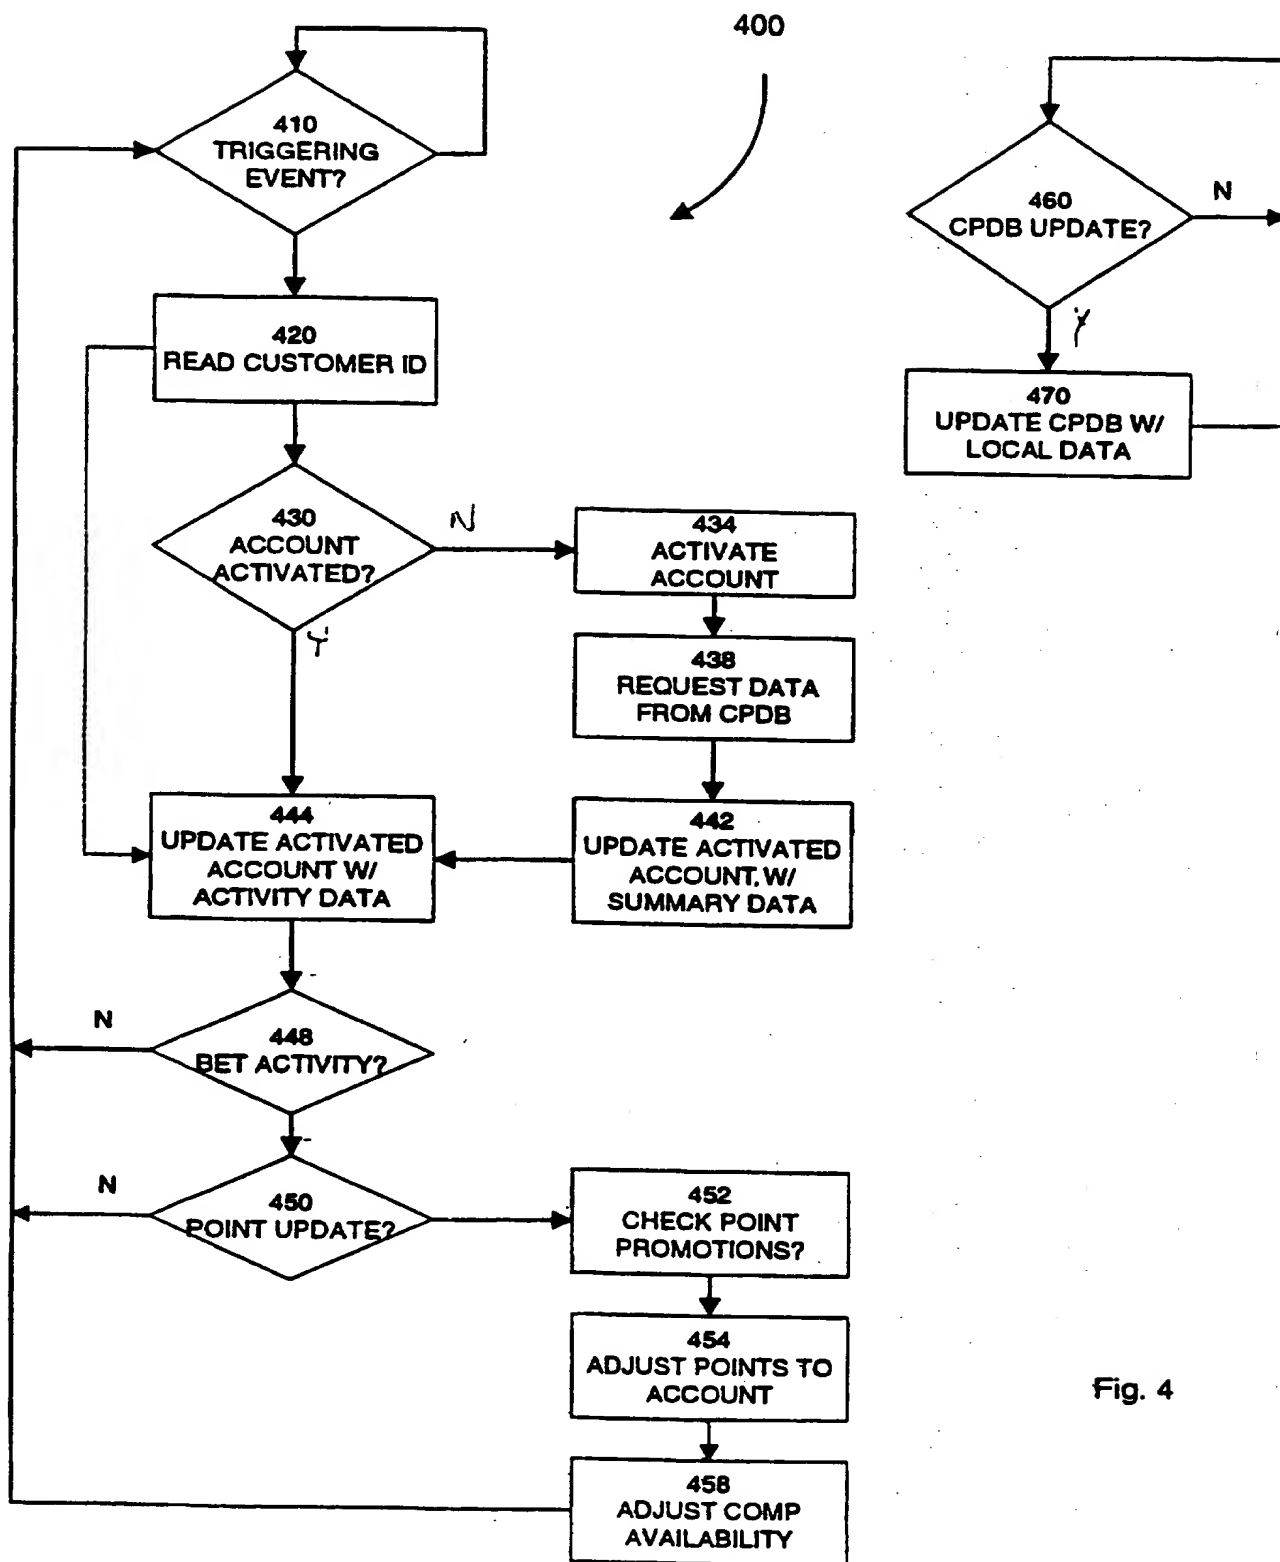 400
410
TRIGGERING
EVENT?
460
CPDB UPDATE?
N
Y
420
READ CUSTOMER ID
470
UPDATE CPDB W/
LOCAL DATA
430
ACCOUNT
ACTIVATED?
N
Y
434
ACTIVATE
ACCOUNT
438
REQUEST DATA
FROM CPDB
444
UPDATE ACTIVATED
ACCOUNT W/
ACTIVITY DATA
442
UPDATE ACTIVATED
ACCOUNT W/
SUMMARY DATA
448
BET ACTIVITY?
N
450
POINT UPDATE?
N
452
CHECK POINT
PROMOTIONS?
454
ADJUST POINTS TO
ACCOUNT
458
ADJUST COMP
AVAILABILITY
Fig. 4